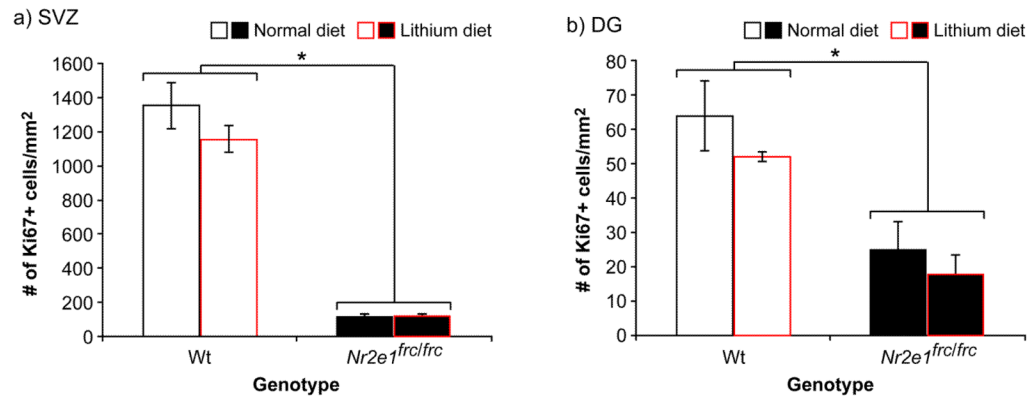 a) SVZ
Normal diet Lithium diet
*
# of Ki67+ cells/mm²
1600
1400
1200
1000
800
600
400
200
0
Wt Nr2e1frc/frc
Genotype
b) DG
Normal diet Lithium diet
*
# of Ki67+ cells/mm²
80
70
60
50
40
30
20
10
0
Wt Nr2e1frc/frc
Genotype